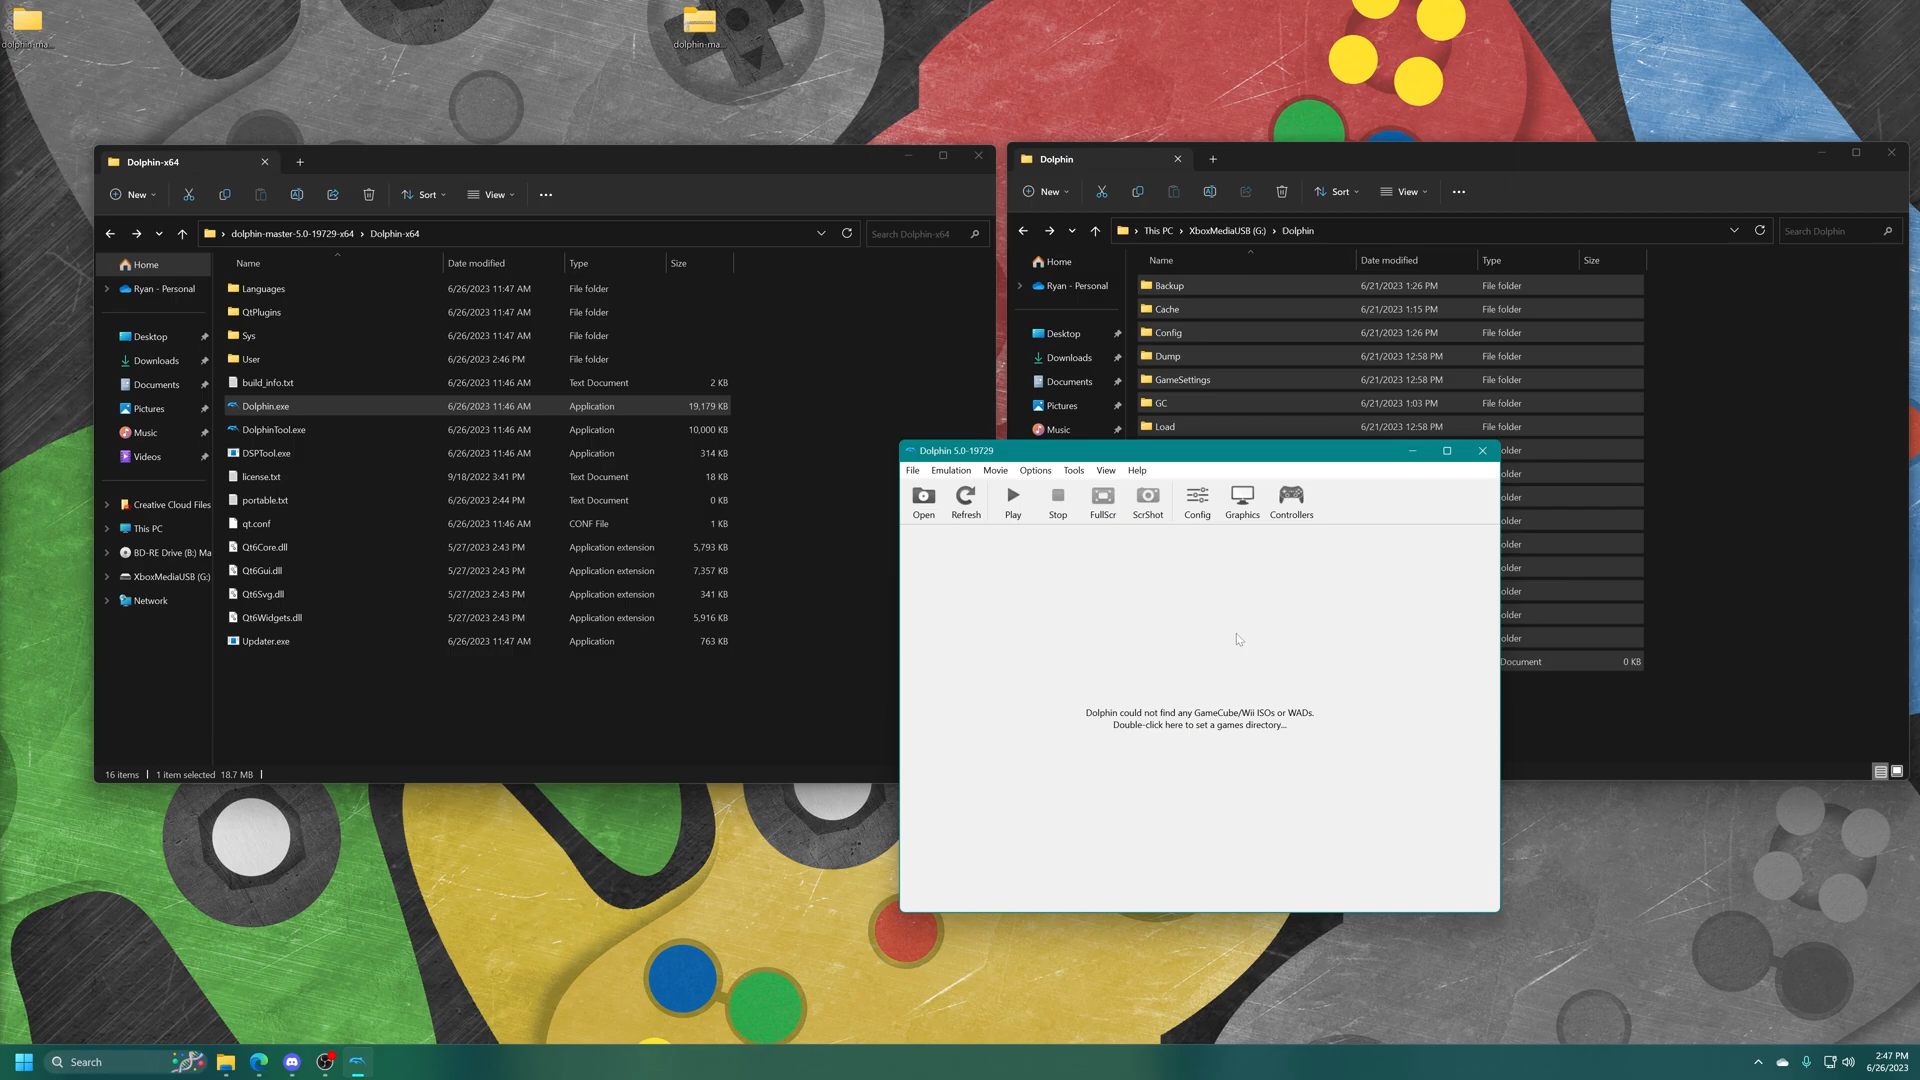 dolphin-ma...
dolphin-ma...
Dolphin-x64
New
Sort
View
dolphin-master-5.0-19729-x64 > Dolphin-x64
Search Dolphin-x64
Home
Ryan - Personal
Desktop
Downloads
Documents
Pictures
Music
Videos
Creative Cloud Files
This PC
BD-RE Drive (B:) Ma
XboxMediaUSB (G:)
Network
Name Date modified Type Size
Languages 6/26/2023 11:47 AM File folder
QtPlugins 6/26/2023 11:47 AM File folder
Sys 6/26/2023 11:47 AM File folder
User 6/26/2023 2:46 PM File folder
build_info.txt 6/26/2023 11:46 AM Text Document 2 KB
Dolphin.exe 6/26/2023 11:46 AM Application 19,179 KB
DolphinTool.exe 6/26/2023 11:46 AM Application 10,000 KB
DSPTool.exe 6/26/2023 11:46 AM Application 314 KB
license.txt 9/18/2022 3:41 PM Text Document 18 KB
portable.txt 6/26/2023 2:44 PM Text Document 0 KB
qt.conf 6/26/2023 11:46 AM CONF File 1 KB
Qt6Core.dll 5/27/2023 2:43 PM Application extension 5,793 KB
Qt6Gui.dll 5/27/2023 2:43 PM Application extension 7,357 KB
Qt6Svg.dll 5/27/2023 2:43 PM Application extension 341 KB
Qt6Widgets.dll 5/27/2023 2:43 PM Application extension 5,916 KB
Updater.exe 6/26/2023 11:47 AM Application 763 KB
16 items 1 item selected 18.7 MB
Dolphin
New
Sort
View
This PC > XboxMediaUSB (G:) > Dolphin
Search Dolphin
Home
Ryan - Personal
Desktop
Downloads
Documents
Pictures
Music
Name Date modified Type Size
Backup 6/21/2023 1:26 PM File folder
Cache 6/21/2023 1:15 PM File folder
Config 6/21/2023 1:26 PM File folder
Dump 6/21/2023 12:58 PM File folder
GameSettings 6/21/2023 12:58 PM File folder
GC 6/21/2023 1:03 PM File folder
Load 6/21/2023 12:58 PM File folder
older
older
older
older
older
older
older
older
older
Document 0 KB
Dolphin 5.0-19729
File Emulation Movie Options Tools View Help
Open Refresh Play Stop FullScr ScrShot Config Graphics Controllers
Dolphin could not find any GameCube/Wii ISOs or WADs.
Double-click here to set a games directory...
Search
2:47 PM
6/26/2023